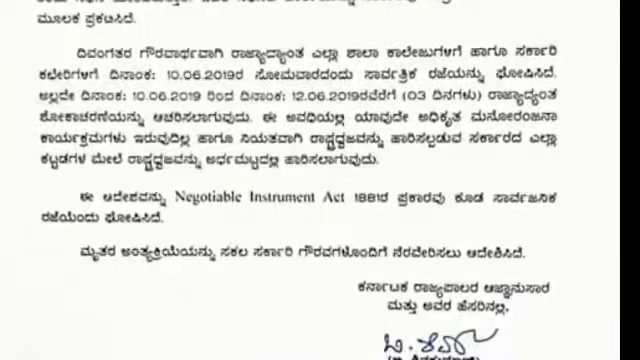 ಮೂಲಕ ಪ್ರಕಟಿಸಿದೆ.
ದಿವಂಗತರ ಗೌರವಾರ್ಥವಾಗಿ ರಾಜ್ಯಾದ್ಯಂತ ಎಲ್ಲಾ ಶಾಲಾ ಕಾಲೇಜುಗಳಗೆ ಹಾಗೂ ಸರ್ಕಾರಿ
ಕಛೇರಿಗಳಗೆ ದಿನಾಂಕ: 10.06.2019ರ ಸೋಮವಾರದಂದು ಸಾರ್ವತ್ರಿಕ ರಜೆಯನ್ನು ಘೋಷಿಸಿದೆ.
ಅಲ್ಲದೇ ದಿನಾಂಕ: 10.06.2019 ರಿಂದ ದಿನಾಂಕ: 12.06.2019ರವರೆಗೆ (03 ದಿನಗಳು) ರಾಜ್ಯಾದ್ಯಂತ
ಶೋಕಾಚರಣೆಯನ್ನು ಆಚರಿಸಲಾಗುವುದು. ಈ ಅವಧಿಯಲ್ಲಿ ಯಾವುದೇ ಅಧಿಕೃತ ಮನೋರಂಜನಾ
ಕಾರ್ಯಕ್ರಮಗಳು ಇರುವುದಿಲ್ಲ ಹಾಗೂ ನಿಯತವಾಗಿ ರಾಷ್ಟ್ರಧ್ವಜವನ್ನು ಹಾರಿಸಲ್ಪಡುವ ಸರ್ಕಾರದ ಎಲ್ಲಾ
ಕಟ್ಟಡಗಳ ಮೇಲೆ ರಾಷ್ಟ್ರಧ್ವಜವನ್ನು ಅರ್ಧಮಟ್ಟದಲ್ಲಿ ಹಾರಿಸಲಾಗುವುದು.
ಈ ಆದೇಶವನ್ನು Negotiable Instrument Act 1881ರ ಪ್ರಕಾರವು ಕೂಡ ಸಾರ್ವಜನಿಕ
ರಜೆಯೆಂದು ಘೋಷಿಸಿದೆ.
ಮೃತರ ಅಂತ್ಯಕ್ರಿಯೆಯನ್ನು ಸಕಲ ಸರ್ಕಾರಿ ಗೌರವಗಳೊಂದಿಗೆ ನೆರವೇರಿಸಲು ಆದೇಶಿಸಿದೆ.
ಕರ್ನಾಟಕ ರಾಜ್ಯಪಾಲರ ಆಜ್ಞಾನುಸಾರ
ಮತ್ತು ಅವರ ಹೆಸರಿನಲ್ಲಿ,